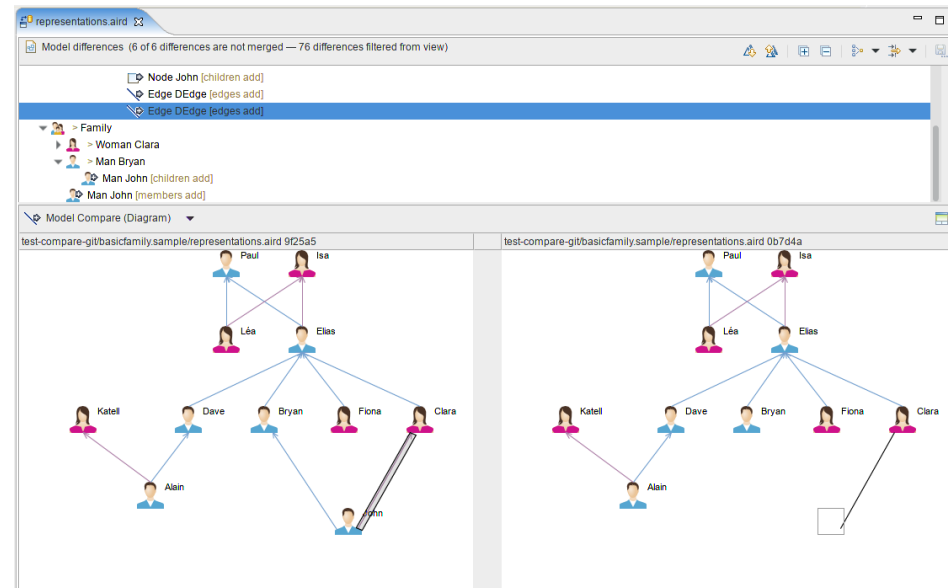 representations.aird
Model differences (6 of 6 differences are not merged — 76 differences filtered from view)
Node John [children add]
Edge DEdge [edges add]
Edge DEdge [edges add]
> Family
> Woman Clara
> Man Bryan
Man John [children add]
Man John [members add]
Model Compare (Diagram)
test-compare-git/basicfamily.sample/representations.aird 9f25a5
test-compare-git/basicfamily.sample/representations.aird 0b7d4a
Paul Isa
Paul Isa
Léa Elias
Léa Elias
Katell Dave Bryan Fiona Clara
Katell Dave Bryan Fiona Clara
Alain
Alain
John